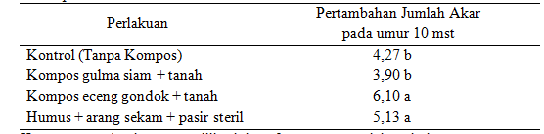 Perlakuan
Pertambahan Jumlah Akar
pada umur 10 mst
Kontrol (Tanpa Kompos) 4,27 b
Kompos gulma siam + tanah 3,90 b
Kompos eceng gondok + tanah 6,10 a
Humus + arang sekam + pasir steril 5,13 a